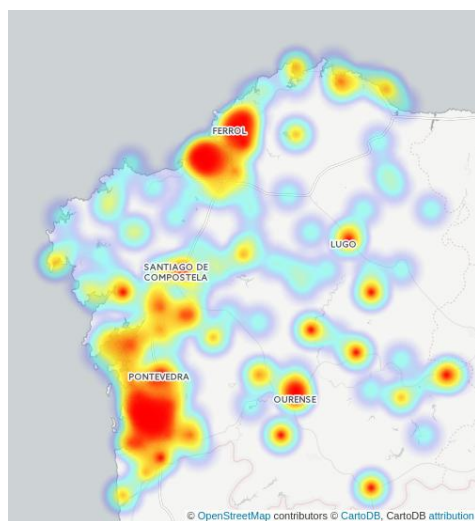 FERROL
LUGO
SANTIAGO DE
COMPOSTELA
PONTEVEDRA
OURENSE
© OpenStreetMap contributors © CartoDB, CartoDB attribution